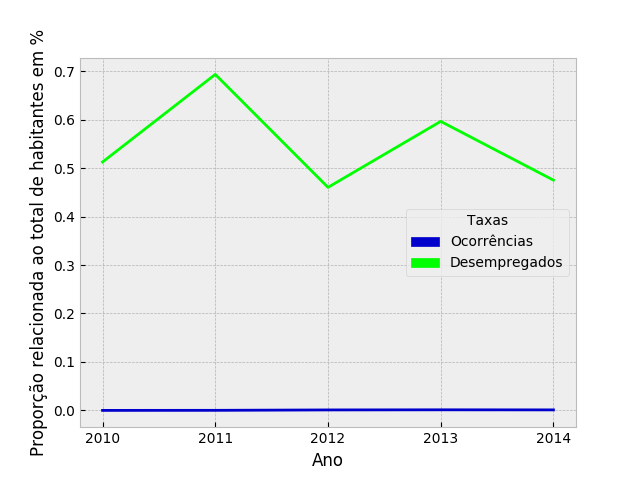 Proporção relacionada ao total de habitantes em %
0.7
0.6
0.5
0.4
0.3
0.2
0.1
0.0
Taxas
Ocorrências
Desempregados
2010 2011 2012 2013 2014
Ano